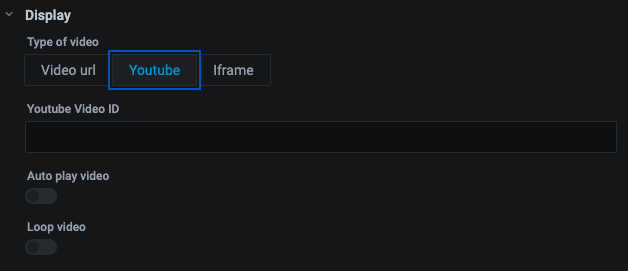 Display
Type of video
Video url Youtube Iframe
Youtube Video ID
Auto play video
Loop video